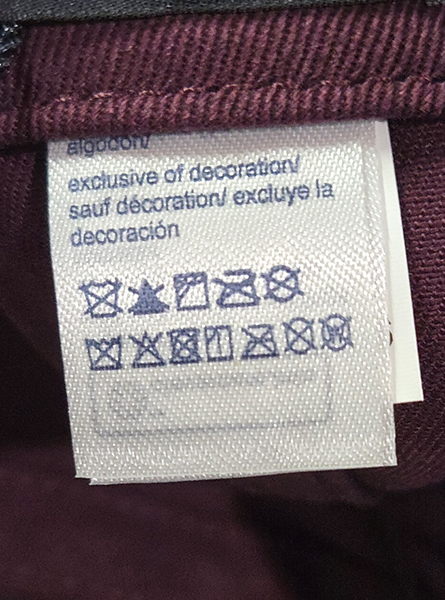 algodón/
exclusive of decoration/
sauf décoration/ excluye la
decoración